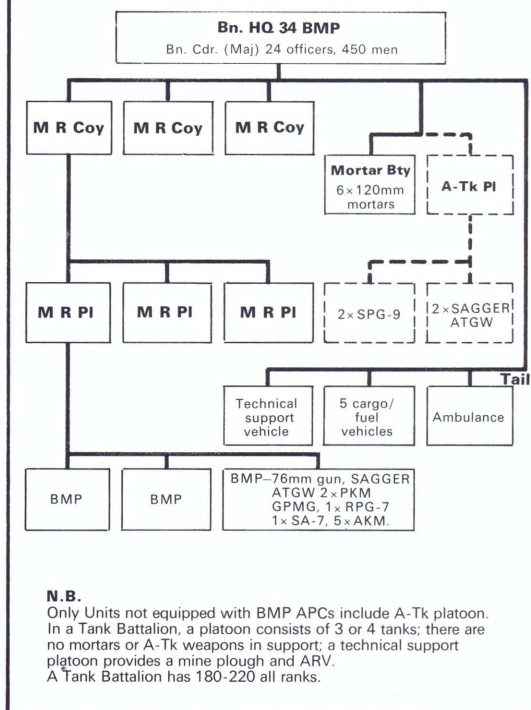 Bn. HQ 34 BMP
Bn. Cdr. (Maj) 24 officers, 450 men
M R Coy
M R Coy
M R Coy
Mortar Bty
6×120mm
mortars
A-Tk Pl
M R Pl
M R Pl
M R Pl
2×SPG-9
2×SAGGER
ATGW
Tail
Technical
support
vehicle
5 cargo/
fuel
vehicles
Ambulance
BMP
BMP
BMP–76mm gun, SAGGER
ATGW 2×PKM
GPMG, 1×RPG-7
1×SA-7, 5×AKM.
N.B.
Only Units not equipped with BMP APCs include A-Tk platoon.
In a Tank Battalion, a platoon consists of 3 or 4 tanks; there are
no mortars or A-Tk weapons in support; a technical support
platoon provides a mine plough and ARV.
A Tank Battalion has 180-220 all ranks.